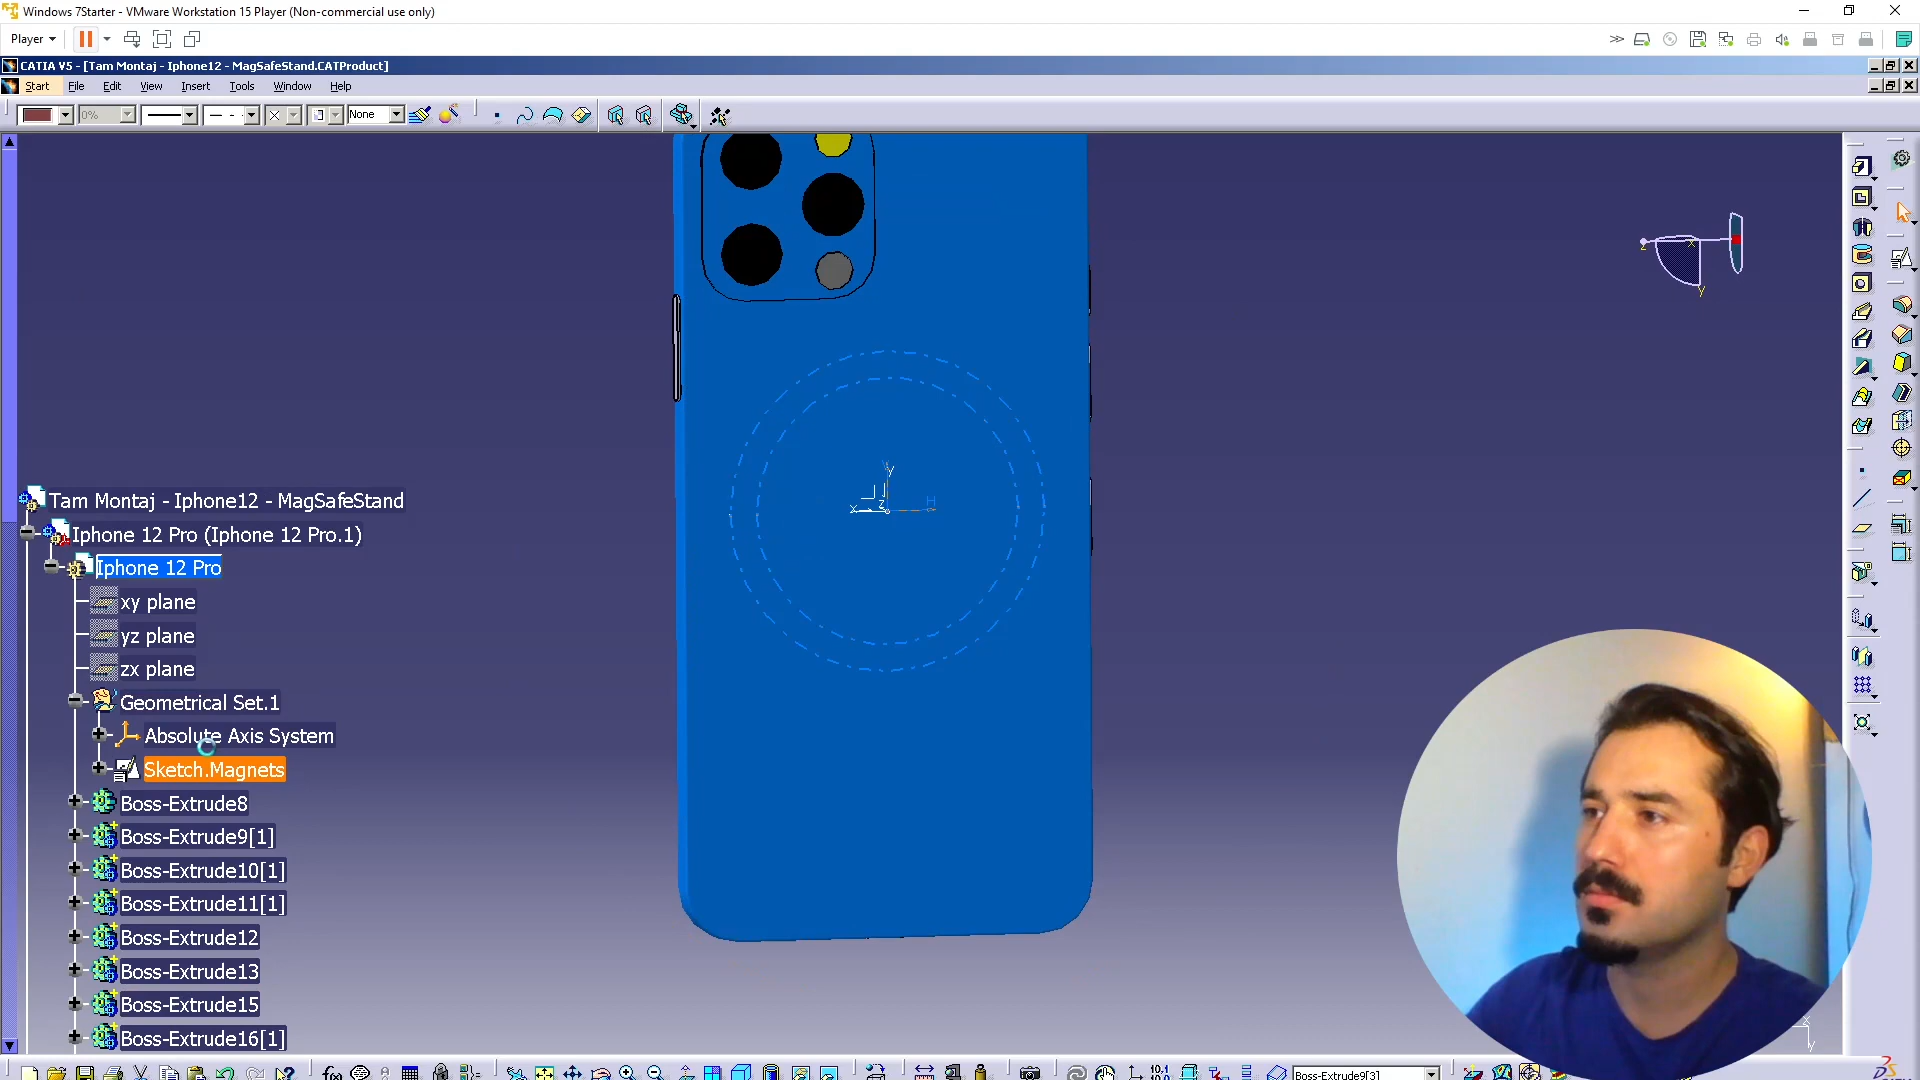 Windows 7Starter - VMware Workstation 15 Player (Non-commercial use only)
Player
CATIA V5 - [Tam Montaj - Iphone12 - MagSafeStand.CATProduct]
Start File Edit View Insert Tools Window Help
0% None
Tam Montaj - Iphone12 - MagSafeStand
Iphone 12 Pro (Iphone 12 Pro.1)
Iphone 12 Pro
xy plane
yz plane
zx plane
Geometrical Set.1
Absolute Axis System
Sketch.Magnets
Boss-Extrude8
Boss-Extrude9[1]
Boss-Extrude10[1]
Boss-Extrude11[1]
Boss-Extrude12
Boss-Extrude13
Boss-Extrude15
Boss-Extrude16[1]
y
H
x
z
z
x
y
x
y
Boss-Extrude9[3]